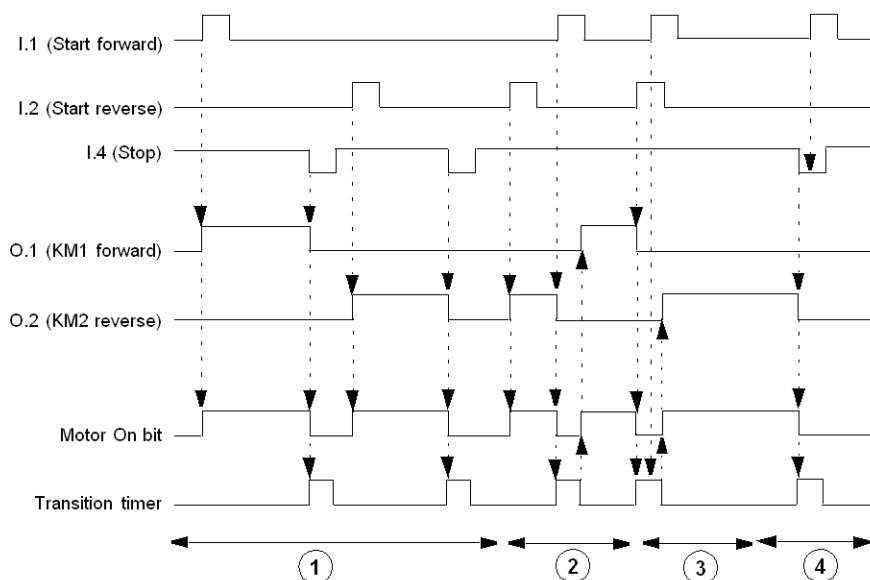 I.1 (Start forward)
I.2 (Start reverse)
I.4 (Stop)
O.1 (KM1 forward)
O.2 (KM2 reverse)
Motor On bit
Transition timer
1
2
3
4